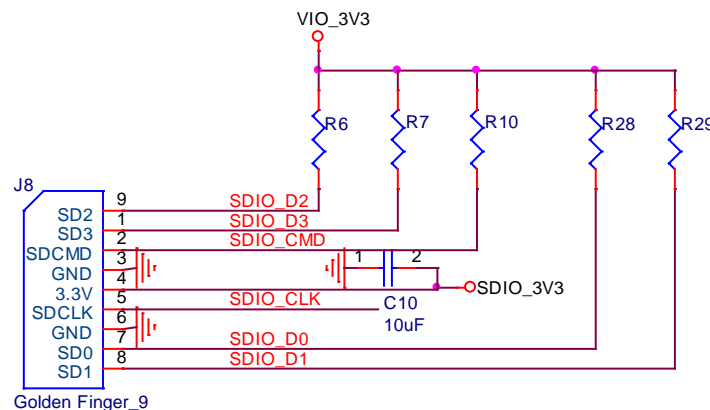 VIO_3V3
R6
R7
R10
R28
R29
J8
9
SD2
SDIO_D2
1
SD3
SDIO_D3
2
SDCMD
SDIO_CMD
3
GND
1
2
4
3.3V
SDIO_3V3
5
SDCLK
SDIO_CLK
C10
10uF
6
GND
7
SD0
SDIO_D0
8
SD1
SDIO_D1
Golden Finger_9